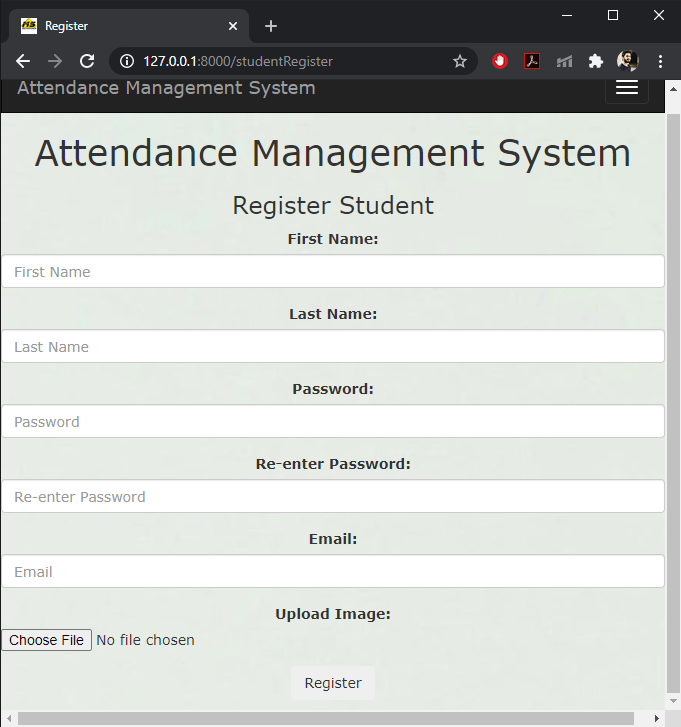 Register
127.0.0.1:8000/studentRegister
Attendance Management System
Attendance Management System
Register Student
First Name:
First Name
Last Name:
Last Name
Password:
Password
Re-enter Password:
Re-enter Password
Email:
Email
Upload Image:
Choose File No file chosen
Register